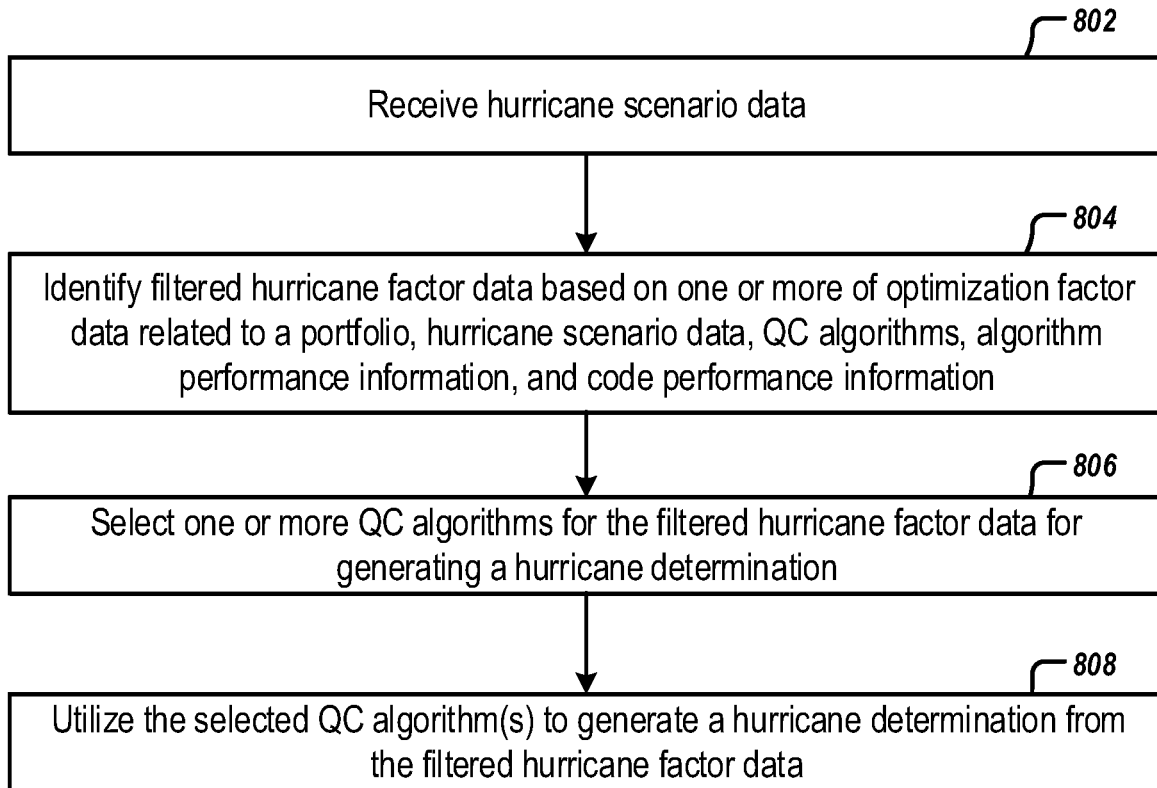 802
Receive hurricane scenario data
804
Identify filtered hurricane factor data based on one or more of optimization factor
data related to a portfolio, hurricane scenario data, QC algorithms, algorithm
performance information, and code performance information
806
Select one or more QC algorithms for the filtered hurricane factor data for
generating a hurricane determination
808
Utilize the selected QC algorithm(s) to generate a hurricane determination from
the filtered hurricane factor data